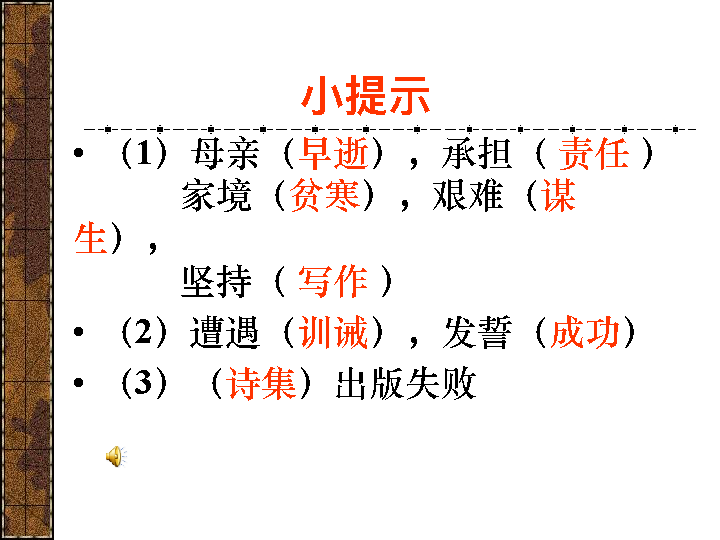 小提示
• （1）母亲（早逝），承担（ 责任 ）
家境（贫寒），艰难（谋
生），
坚持（ 写作 ）
• （2）遭遇（训诫），发誓（成功）
• （3）（诗集）出版失败